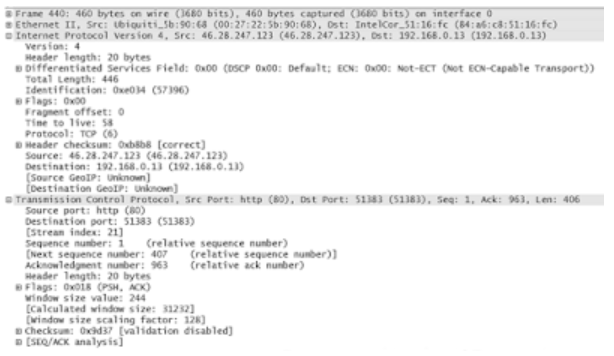 Frame 440: 460 bytes on wire (3680 bits), 460 bytes captured (3680 bits) on interface 0
Ethernet II, Src: Ubiquiti_5b:90:68 (00:27:22:5b:90:68), Dst: IntelCor_51:16:fc (84:a6:c8:51:16:fc)
Internet Protocol Version 4, Src: 46.28.247.123 (46.28.247.123), Dst: 192.168.0.13 (192.168.0.13)
Version: 4
Header length: 20 bytes
Differentiated Services Field: 0x00 (DSCP 0x00: Default; ECN: 0x00: Not-ECT (Not ECN-Capable Transport))
Total Length: 446
Identification: 0xe034 (57396)
Flags: 0x00
Fragment offset: 0
Time to live: 58
Protocol: TCP (6)
Header checksum: 0xb8b8 [correct]
Source: 46.28.247.123 (46.28.247.123)
Destination: 192.168.0.13 (192.168.0.13)
[Source GeoIP: Unknown]
[Destination GeoIP: Unknown]
Transmission Control Protocol, Src Port: http (80), Dst Port: 51383 (51383), Seq: 1, Ack: 963, Len: 406
Source port: http (80)
Destination port: 51383 (51383)
[Stream index: 21]
Sequence number: 1 (relative sequence number)
[Next sequence number: 407 (relative sequence number)]
Acknowledgment number: 963 (relative ack number)
Header length: 20 bytes
Flags: 0x018 (PSH, ACK)
Window size value: 244
[Calculated window size: 31232]
[Window size scaling factor: 128]
Checksum: 0x9d37 [validation disabled]
[SEQ/ACK analysis]